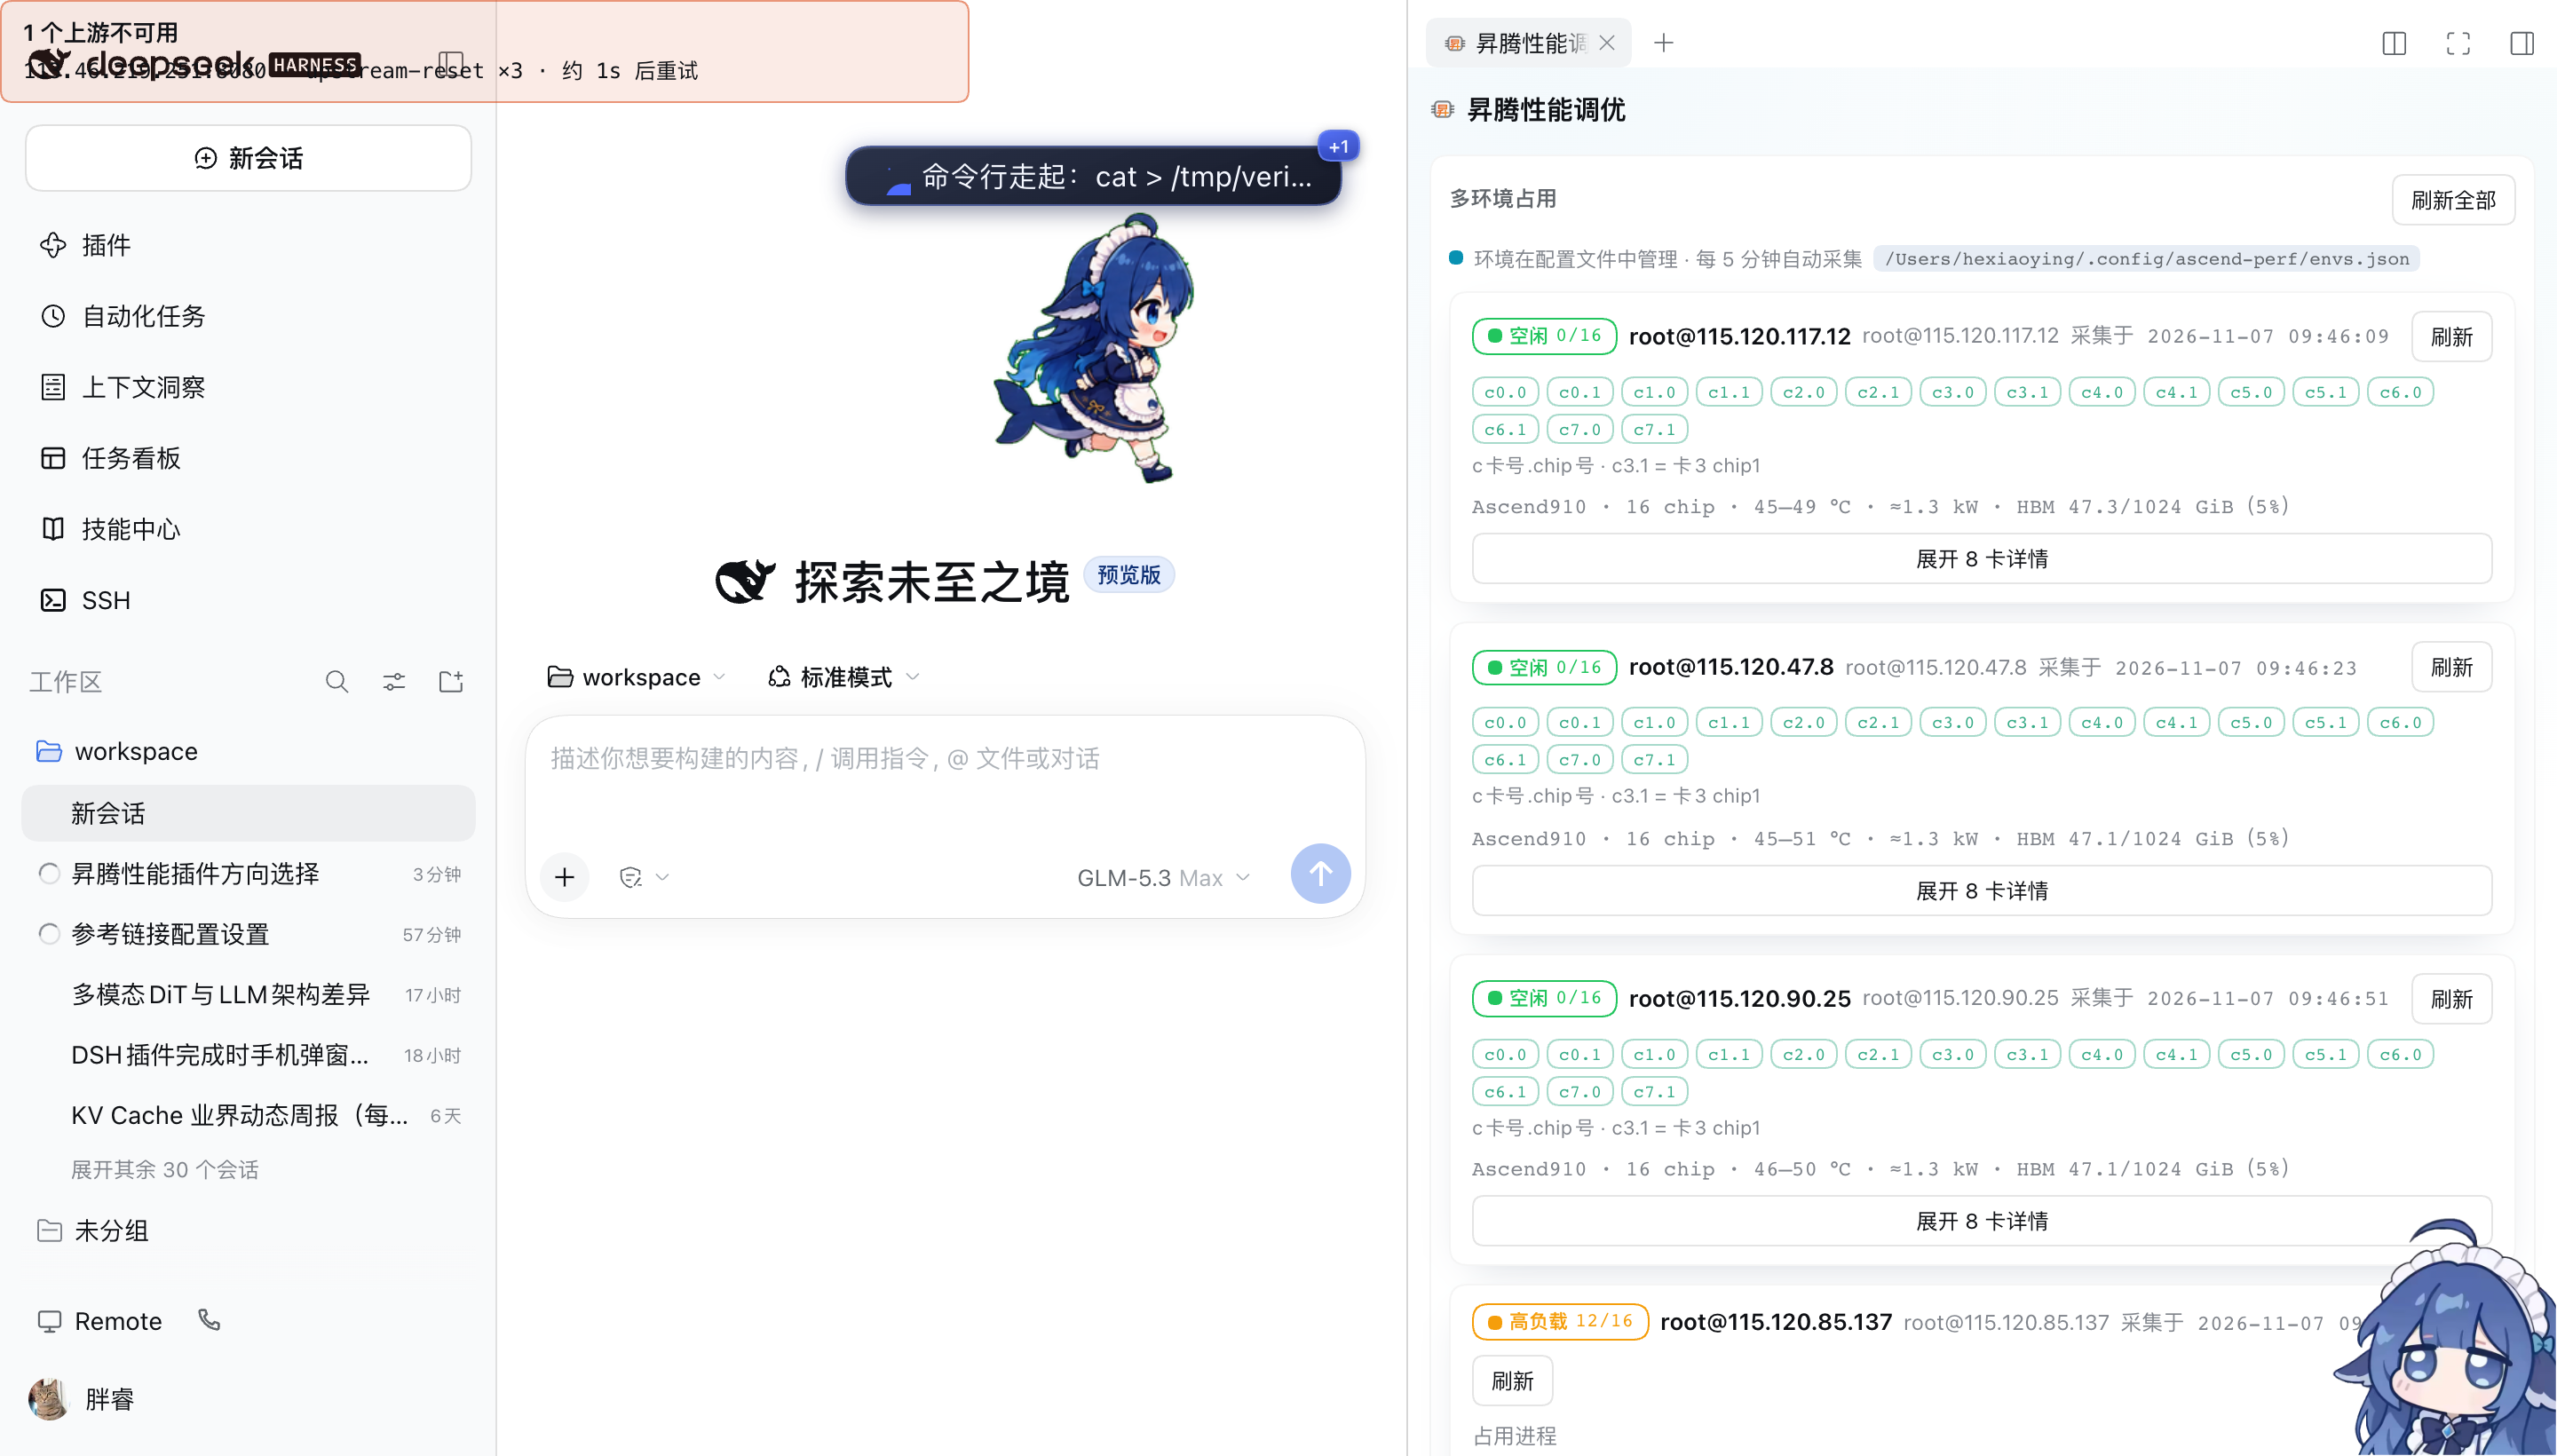 1 个上游不可用
deepseek HARNESS
upstream-reset ×3 · 约 1s 后重试
新会话
插件
自动化任务
上下文洞察
任务看板
技能中心
SSH
工作区
workspace
新会话
昇腾性能插件方向选择 3分钟
参考链接配置设置 57分钟
多模态DiT与LLM架构差异 17小时
DSH插件完成时手机弹窗... 18小时
KV Cache 业界动态周报（每... 6天
展开其余 30 个会话
未分组
Remote
胖睿
+1
命令行走起：cat > /tmp/veri...
探索未至之境 预览版
workspace 标准模式
描述你想要构建的内容, / 调用指令, @ 文件或对话
GLM-5.3 Max
昇腾性能调
昇腾性能调优
多环境占用 刷新全部
环境在配置文件中管理 · 每 5 分钟自动采集 /Users/hexiaoying/.config/ascend-perf/envs.json
空闲 0/16 root@115.120.117.12 root@115.120.117.12 采集于 2026-11-07 09:46:09 刷新
c0.0 c0.1 c1.0 c1.1 c2.0 c2.1 c3.0 c3.1 c4.0 c4.1 c5.0 c5.1 c6.0
c6.1 c7.0 c7.1
c卡号.chip号 · c3.1 = 卡3 chip1
Ascend910 · 16 chip · 45–49 ℃ · ≈1.3 kW · HBM 47.3/1024 GiB (5%)
展开 8 卡详情
空闲 0/16 root@115.120.47.8 root@115.120.47.8 采集于 2026-11-07 09:46:23 刷新
c0.0 c0.1 c1.0 c1.1 c2.0 c2.1 c3.0 c3.1 c4.0 c4.1 c5.0 c5.1 c6.0
c6.1 c7.0 c7.1
c卡号.chip号 · c3.1 = 卡3 chip1
Ascend910 · 16 chip · 45–51 ℃ · ≈1.3 kW · HBM 47.1/1024 GiB (5%)
展开 8 卡详情
空闲 0/16 root@115.120.90.25 root@115.120.90.25 采集于 2026-11-07 09:46:51 刷新
c0.0 c0.1 c1.0 c1.1 c2.0 c2.1 c3.0 c3.1 c4.0 c4.1 c5.0 c5.1 c6.0
c6.1 c7.0 c7.1
c卡号.chip号 · c3.1 = 卡3 chip1
Ascend910 · 16 chip · 46–50 ℃ · ≈1.3 kW · HBM 47.1/1024 GiB (5%)
展开 8 卡详情
高负载 12/16 root@115.120.85.137 root@115.120.85.137 采集于 2026-11-07 09
刷新
占用进程